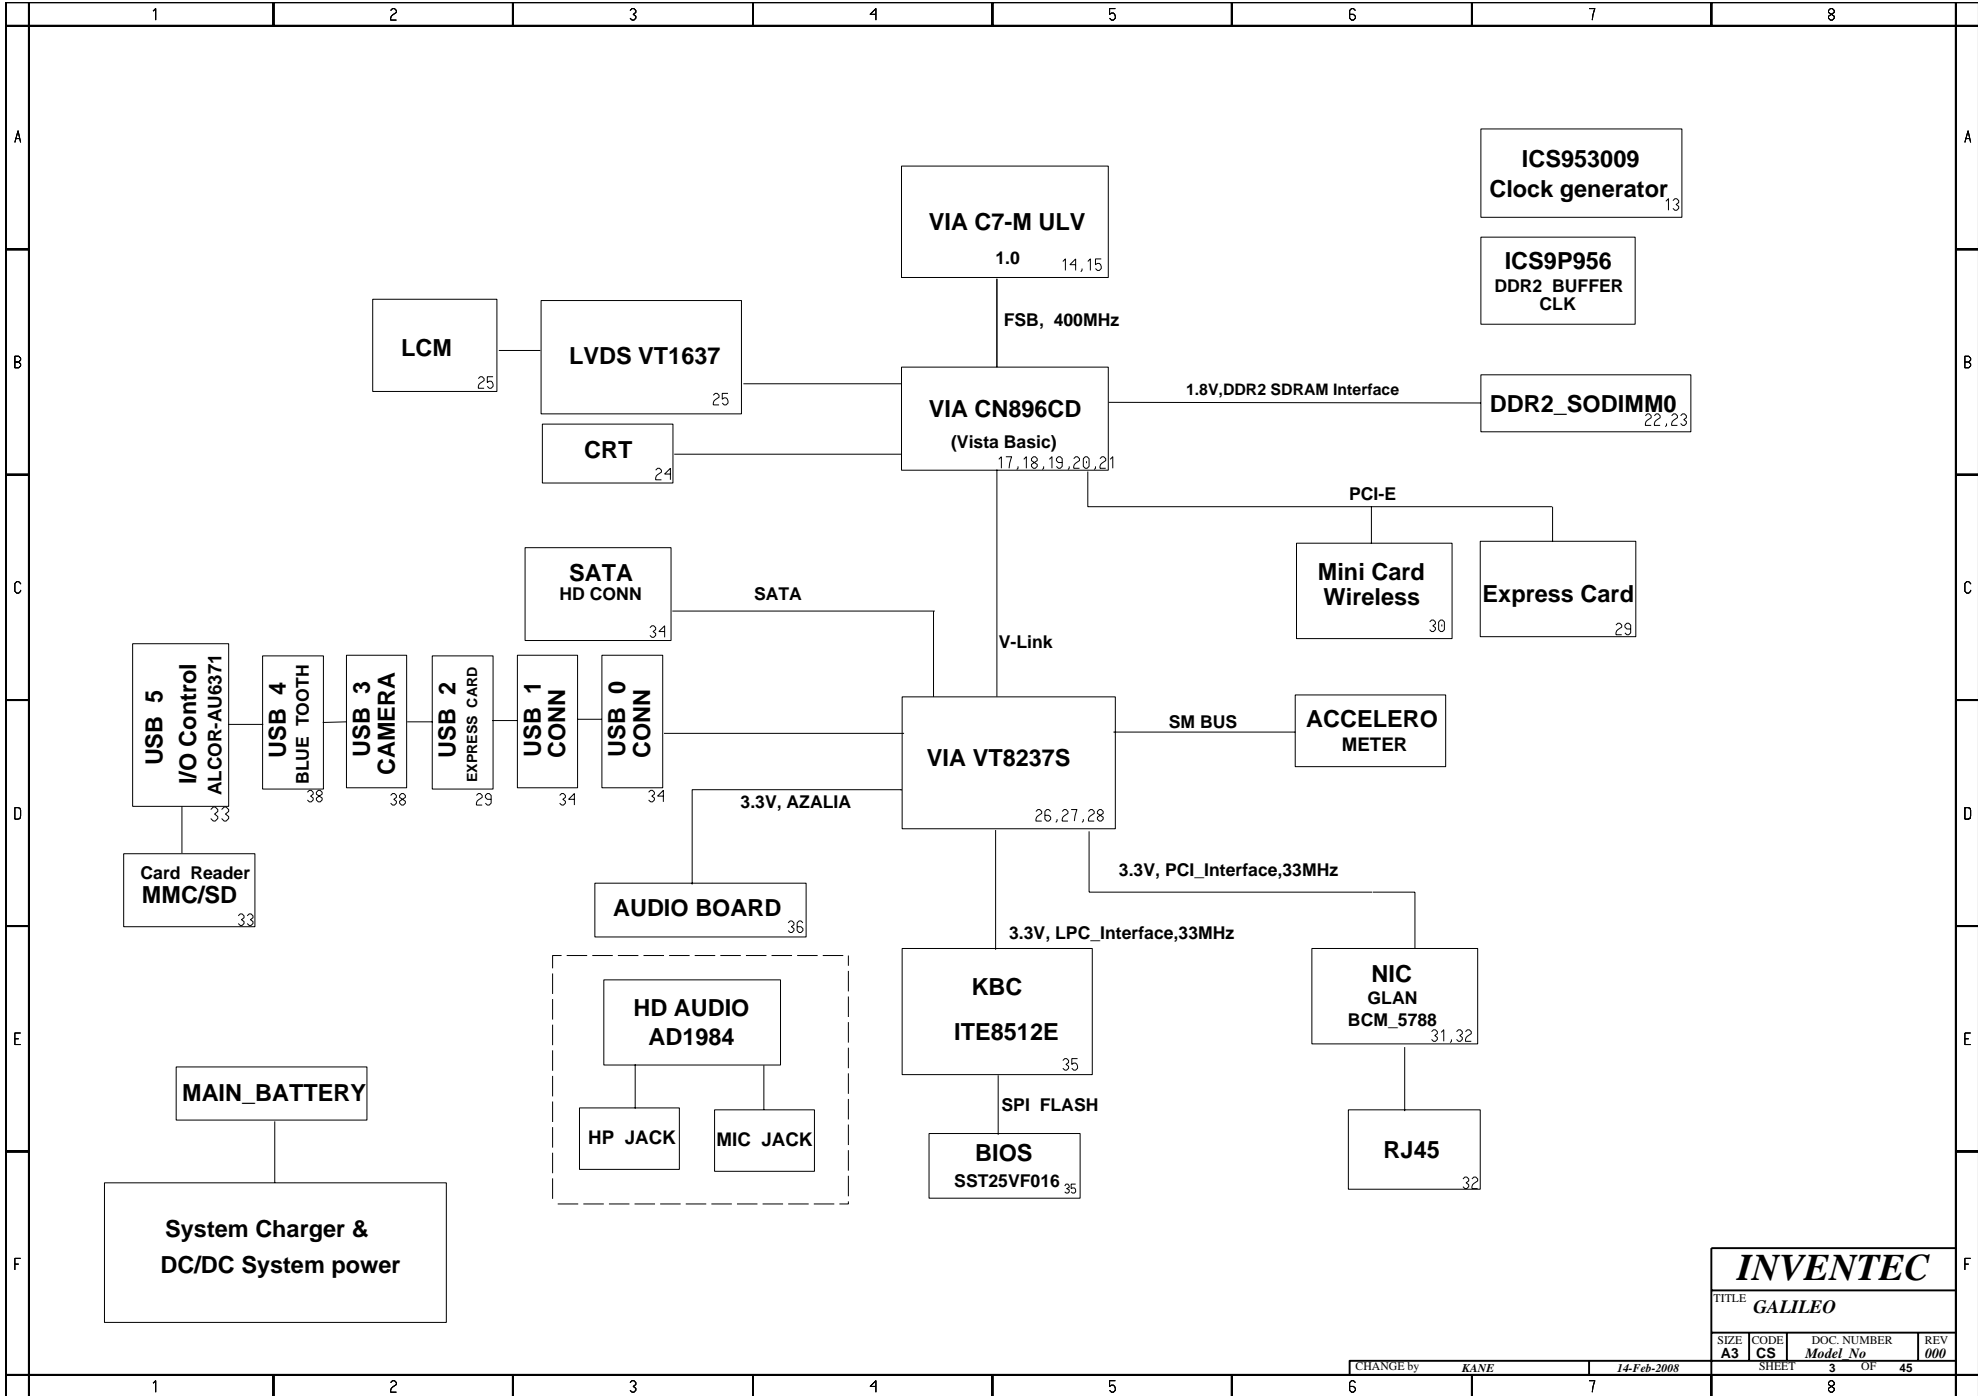 1 2 3 4 5 6 7 8
A
A
ICS953009
Clock generator
13
VIA C7-M ULV
1.0
14,15
ICS9P956
DDR2 BUFFER
CLK
FSB, 400MHz
B
B
LCM
25
LVDS VT1637
25
VIA CN896CD
(Vista Basic)
17,18,19,20,21
1.8V,DDR2 SDRAM Interface
DDR2_SODIMM0
22,23
CRT
24
PCI-E
C
C
SATA
HD CONN
34
SATA
Mini Card
Wireless
30
Express Card
29
V-Link
USB 5
I/O Control
ALCOR-AU6371
33
USB 4
BLUE TOOTH
38
USB 3
CAMERA
38
USB 2
EXPRESS CARD
29
USB 1
CONN
34
USB 0
CONN
34
VIA VT8237S
26,27,28
SM BUS
ACCELERO
METER
D
D
3.3V, AZALIA
Card Reader
MMC/SD
33
3.3V, PCI_Interface,33MHz
AUDIO BOARD
36
3.3V, LPC_Interface,33MHz
E
E
HD AUDIO
AD1984
KBC
ITE8512E
35
NIC
GLAN
BCM_5788
31,32
MAIN_BATTERY
SPI FLASH
HP JACK
MIC JACK
BIOS
SST25VF016
35
RJ45
32
System Charger &
DC/DC System power
F
F
INVENTEC
TITLE
GALILEO
SIZE CODE DOC. NUMBER REV
A3 CS Model_No 000
CHANGE by KANE 14-Feb-2008 SHEET 3 OF 45
1 2 3 4 5 6 7 8